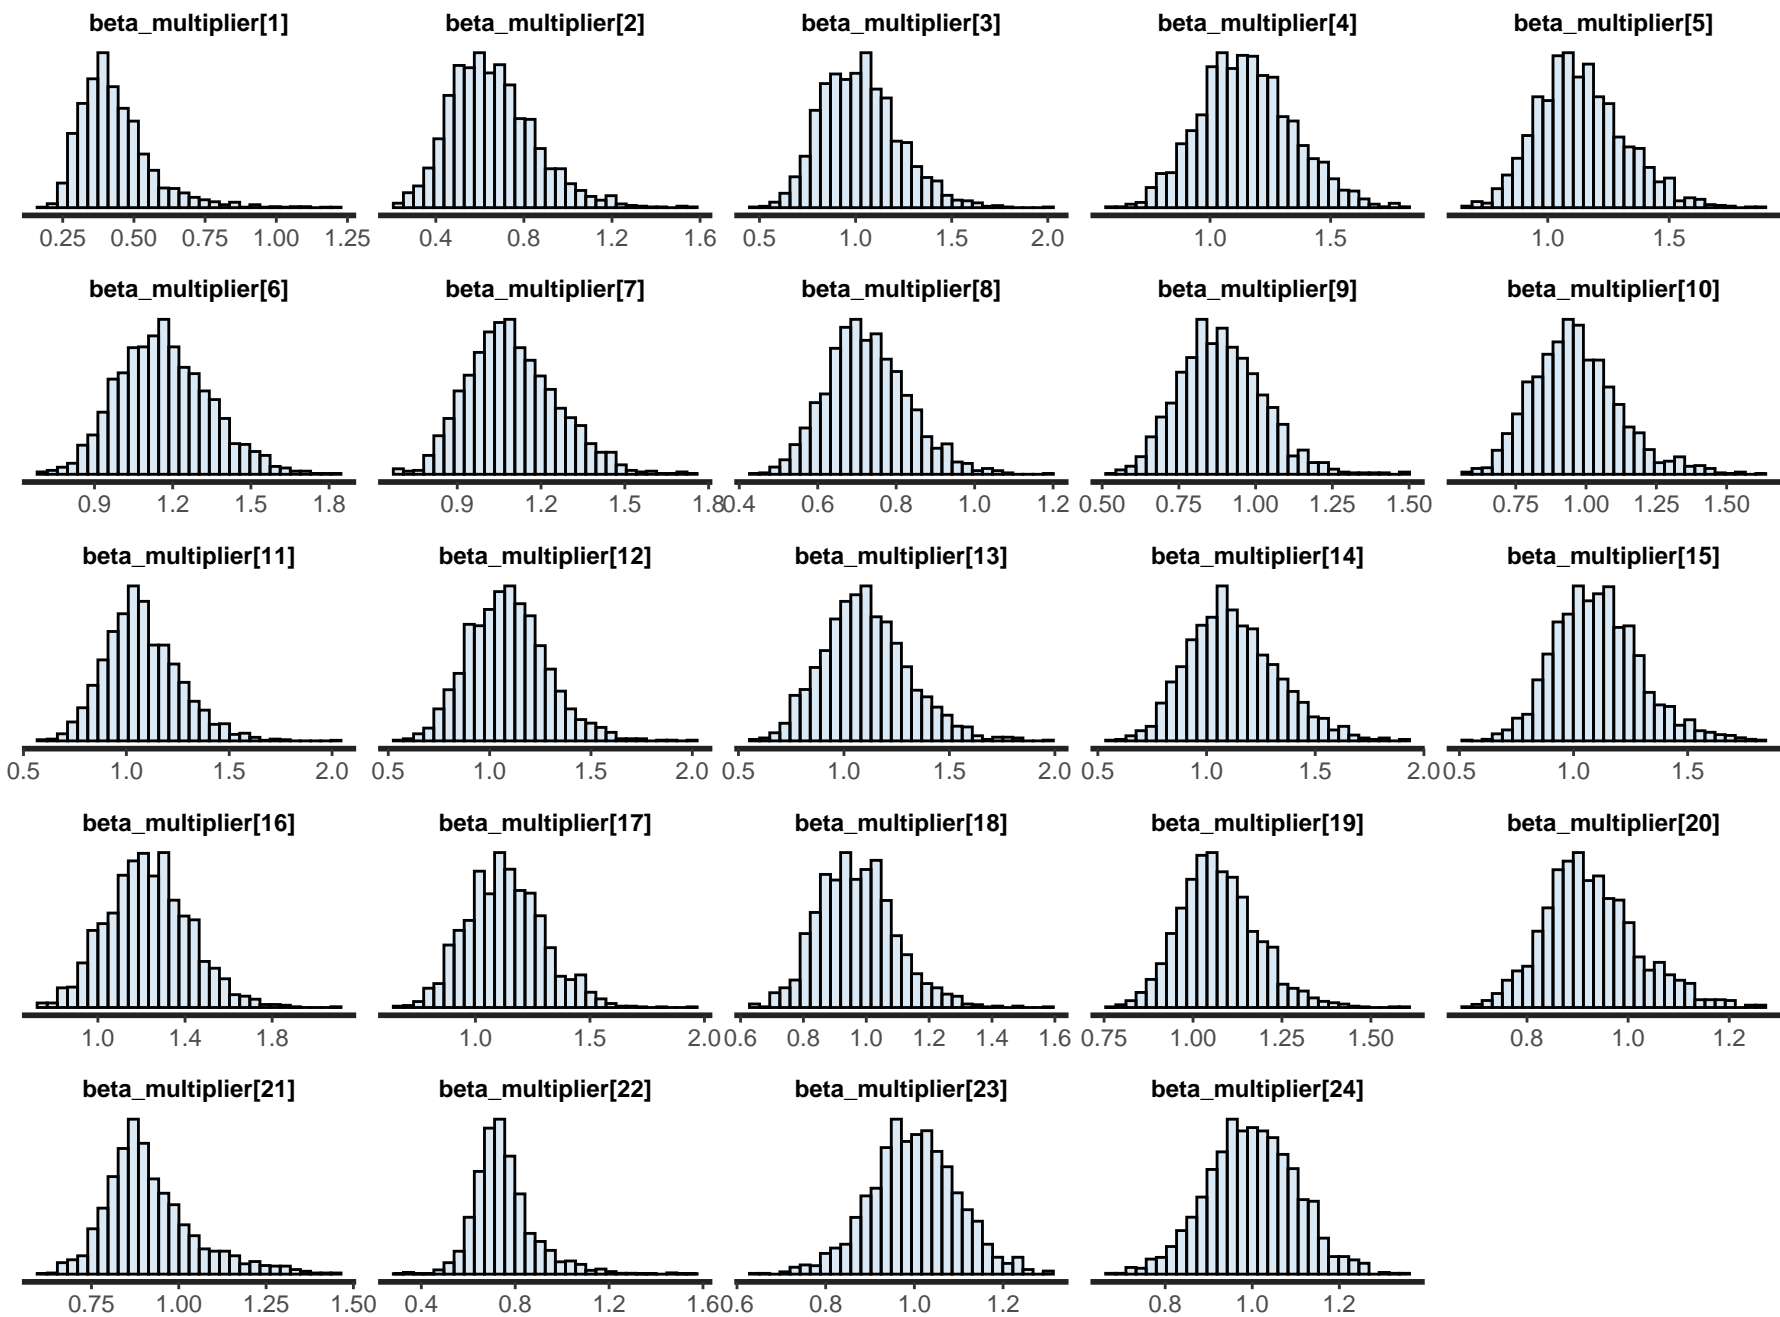 beta_multiplier[1] beta_multiplier[2] beta_multiplier[3] beta_multiplier[4] beta_multiplier[5]
0.25 0.50 0.75 1.00 1.25 0.4 0.8 1.2 1.6 0.5 1.0 1.5 2.0 1.0 1.5 1.0 1.5
beta_multiplier[6] beta_multiplier[7] beta_multiplier[8] beta_multiplier[9] beta_multiplier[10]
0.9 1.2 1.5 1.8 0.9 1.2 1.5 1.8 0.4 0.6 0.8 1.0 1.2 0.50 0.75 1.00 1.25 1.50 0.75 1.00 1.25 1.50
beta_multiplier[11] beta_multiplier[12] beta_multiplier[13] beta_multiplier[14] beta_multiplier[15]
0.5 1.0 1.5 2.0 0.5 1.0 1.5 2.0 0.5 1.0 1.5 2.0 0.5 1.0 1.5 2.0 0.5 1.0 1.5
beta_multiplier[16] beta_multiplier[17] beta_multiplier[18] beta_multiplier[19] beta_multiplier[20]
1.0 1.4 1.8 1.0 1.5 2.0 0.6 0.8 1.0 1.2 1.4 1.6 0.75 1.00 1.25 1.50 0.8 1.0 1.2
beta_multiplier[21] beta_multiplier[22] beta_multiplier[23] beta_multiplier[24]
0.75 1.00 1.25 1.50 0.4 0.8 1.2 1.6 0.6 0.8 1.0 1.2 0.8 1.0 1.2